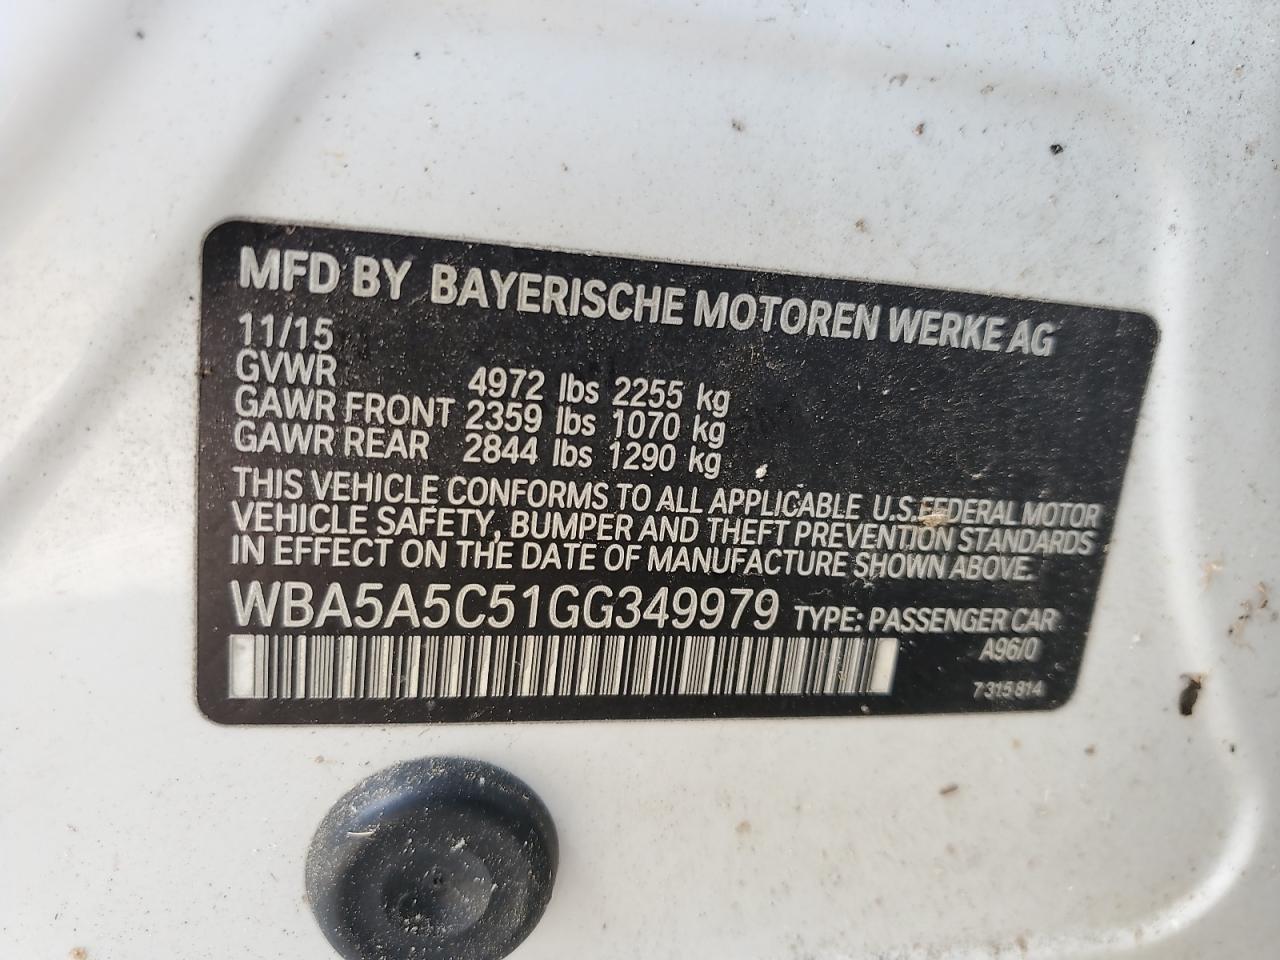 MFD BY BAYERISCHE MOTOREN WERKE AG
11/15
GVWR 4972 lbs 2255 kg
GAWR FRONT 2359 lbs 1070 kg
GAWR REAR 2844 lbs 1290 kg
THIS VEHICLE CONFORMS TO ALL APPLICABLE U.S. FEDERAL MOTOR
VEHICLE SAFETY, BUMPER AND THEFT PREVENTION STANDARDS
IN EFFECT ON THE DATE OF MANUFACTURE SHOWN ABOVE.
WBA5A5C51GG349979 TYPE: PASSENGER CAR
A96/0
7 315 814